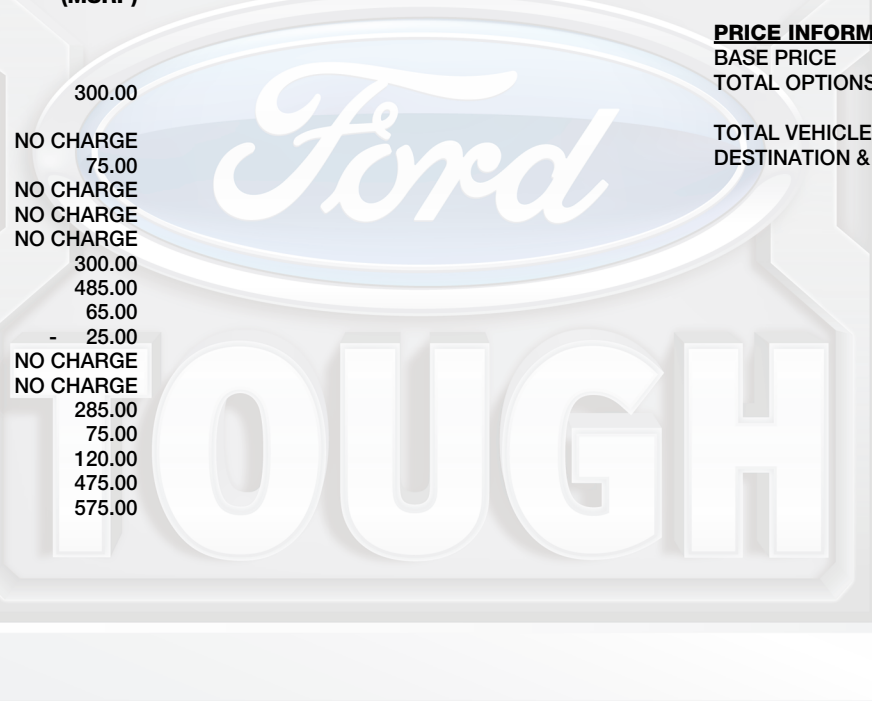 (MSRP)
300.00
NO CHARGE
75.00
NO CHARGE
NO CHARGE
NO CHARGE
300.00
485.00
65.00
- 25.00
NO CHARGE
NO CHARGE
285.00
75.00
120.00
475.00
575.00
PRICE INFORM
BASE PRICE
TOTAL OPTIONS
TOTAL VEHICLE
DESTINATION &
Ford
TOUGH